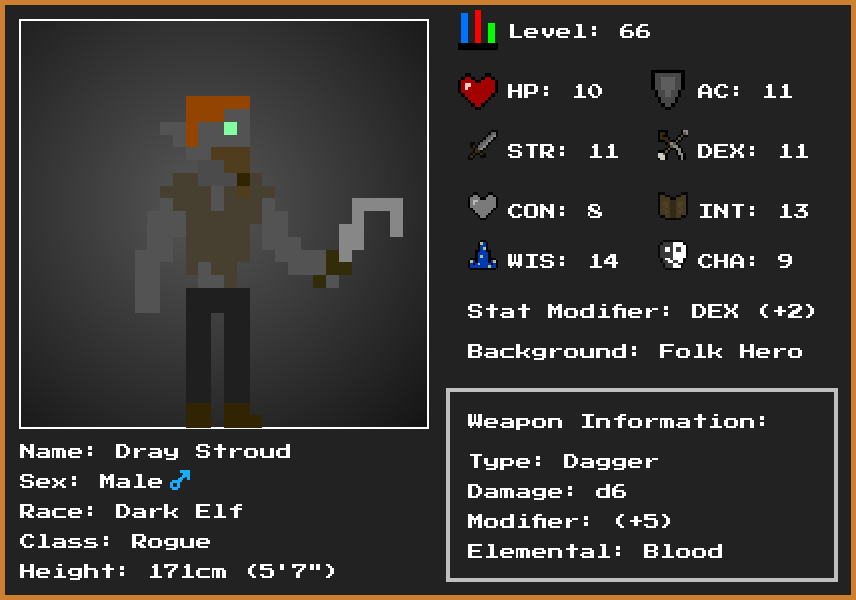 Level: 66
HP: 10 AC: 11
STR: 11 DEX: 11
CON: 8 INT: 13
WIS: 14 CHA: 9
Stat Modifier: DEX (+2)
Background: Folk Hero
Weapon Information:
Type: Dagger
Damage: d6
Modifier: (+5)
Elemental: Blood
Name: Dray Stroud
Sex: Male ♂
Race: Dark Elf
Class: Rogue
Height: 171cm (5'7")